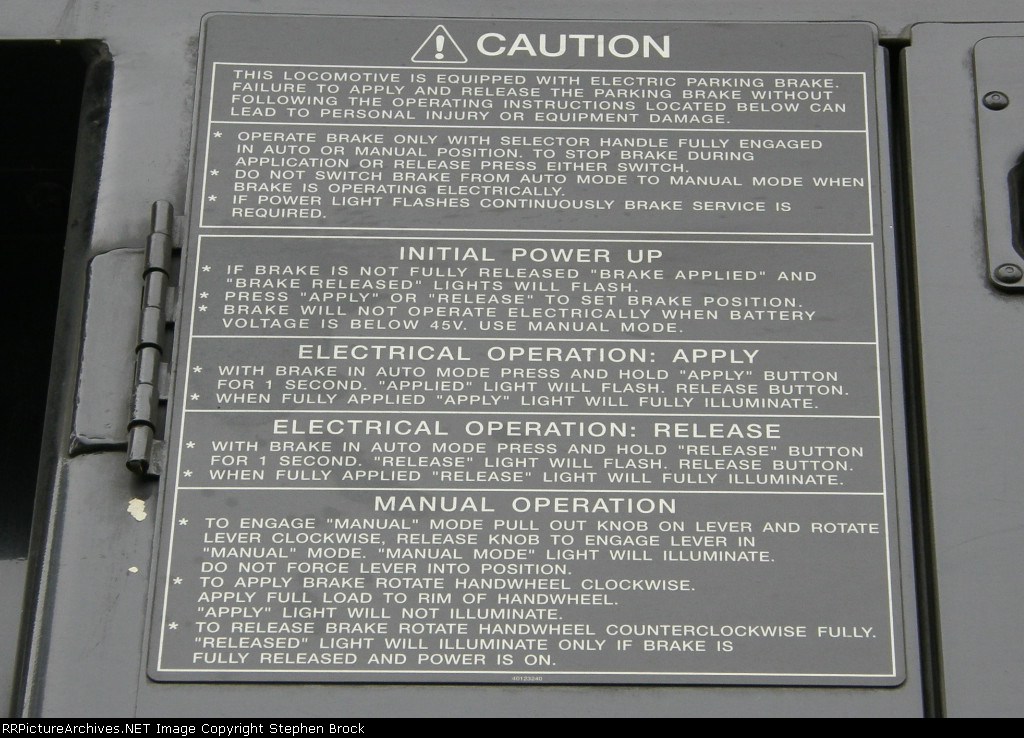 CAUTION
THIS LOCOMOTIVE IS EQUIPPED WITH ELECTRIC PARKING BRAKE.
FAILURE TO APPLY AND RELEASE THE PARKING BRAKE WITHOUT
FOLLOWING THE OPERATING INSTRUCTIONS LOCATED BELOW CAN
LEAD TO PERSONAL INJURY OR EQUIPMENT DAMAGE.
* OPERATE BRAKE ONLY WITH SELECTOR HANDLE FULLY ENGAGED
IN AUTO OR MANUAL POSITION. TO STOP BRAKE DURING
APPLICATION OR RELEASE PRESS EITHER SWITCH.
* DO NOT SWITCH BRAKE FROM AUTO MODE TO MANUAL MODE WHEN
BRAKE IS OPERATING ELECTRICALLY.
* IF POWER LIGHT FLASHES CONTINUOUSLY BRAKE SERVICE IS
REQUIRED.
INITIAL POWER UP
* IF BRAKE IS NOT FULLY RELEASED "BRAKE APPLIED" AND
"BRAKE RELEASED" LIGHTS WILL FLASH.
* PRESS "APPLY" OR "RELEASE" TO SET BRAKE POSITION.
* BRAKE WILL NOT OPERATE ELECTRICALLY WHEN BATTERY
VOLTAGE IS BELOW 45V. USE MANUAL MODE.
ELECTRICAL OPERATION: APPLY
* WITH BRAKE IN AUTO MODE PRESS AND HOLD "APPLY" BUTTON
FOR 1 SECOND. "APPLIED" LIGHT WILL FLASH. RELEASE BUTTON.
* WHEN FULLY APPLIED "APPLY" LIGHT WILL FULLY ILLUMINATE.
ELECTRICAL OPERATION: RELEASE
* WITH BRAKE IN AUTO MODE PRESS AND HOLD "RELEASE" BUTTON
FOR 1 SECOND. "RELEASE" LIGHT WILL FLASH. RELEASE BUTTON.
* WHEN FULLY APPLIED "RELEASE" LIGHT WILL FULLY ILLUMINATE.
MANUAL OPERATION
* TO ENGAGE "MANUAL" MODE PULL OUT KNOB ON LEVER AND ROTATE
LEVER CLOCKWISE, RELEASE KNOB TO ENGAGE LEVER IN
"MANUAL" MODE. "MANUAL MODE" LIGHT WILL ILLUMINATE.
DO NOT FORCE LEVER INTO POSITION.
* TO APPLY BRAKE ROTATE HANDWHEEL CLOCKWISE.
APPLY FULL LOAD TO RIM OF HANDWHEEL.
"APPLY" LIGHT WILL NOT ILLUMINATE.
* TO RELEASE BRAKE ROTATE HANDWHEEL COUNTERCLOCKWISE FULLY.
"RELEASED" LIGHT WILL ILLUMINATE ONLY IF BRAKE IS
FULLY RELEASED AND POWER IS ON.
RRPictureArchives.NET Image Copyright Stephen Brock